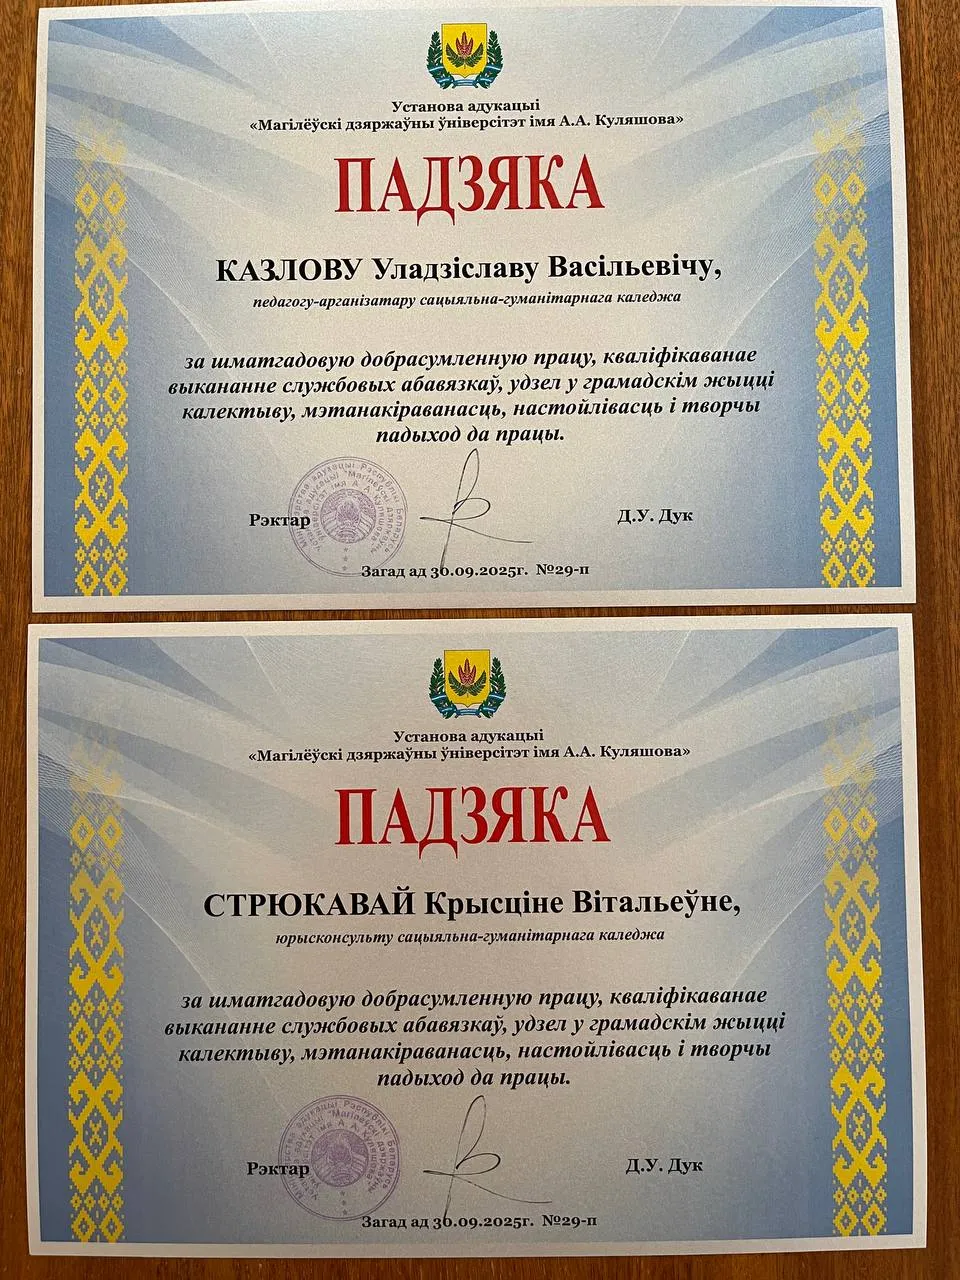 Установа адукацыі
«Магілёўскі дзяржаўны ўніверсітэт імя А.А. Куляшова»
ПАДЗЯКА
КАЗЛОВУ Уладзіславу Васільевічу,
педагогу-арганізатару сацыяльна-гуманітарнага каледжа
за шматгадовую добрасумленную працу, кваліфікаванае
выкананне службовых абавязкаў, удзел у грамадскім жыцці
калектыву, мэтанакіраванасць, настойлівасць і творчы
падыход да працы.
Рэктар
Д.У. Дук
Загад ад 30.09.2025г. №29-п
Установа адукацыі
«Магілёўскі дзяржаўны ўніверсітэт імя А.А. Куляшова»
ПАДЗЯКА
СТРЮКАВАЙ Крысціне Вітальеўне,
юрысконсульту сацыяльна-гуманітарнага каледжа
за шматгадовую добрасумленную працу, кваліфікаванае
выкананне службовых абавязкаў, удзел у грамадскім жыцці
калектыву, мэтанакіраванасць, настойлівасць і творчы
падыход да працы.
Рэктар
Д.У. Дук
Загад ад 30.09.2025г. №29-п